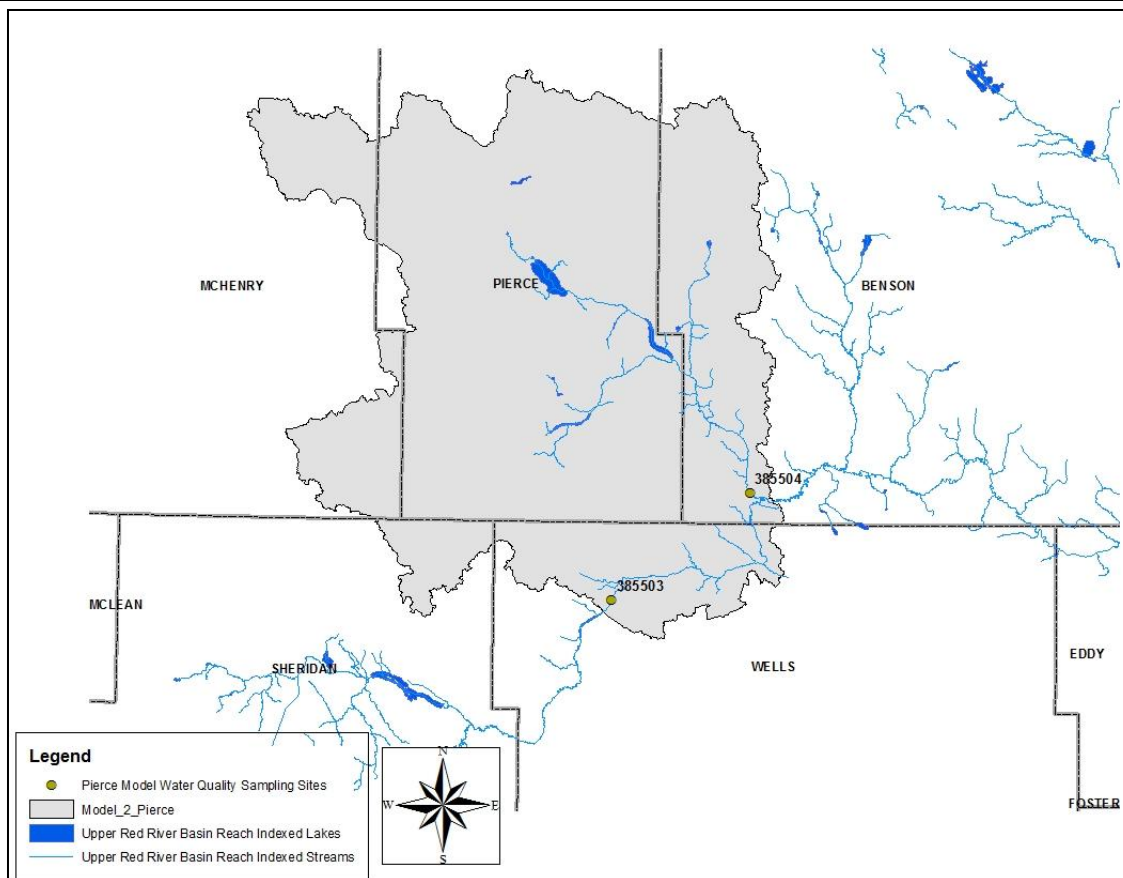 MCHENRY
PIERCE
BENSON
385504
385503
MCLEAN
SHERIDAN
WELLS
EDDY
FOSTER
Legend
Pierce Model Water Quality Sampling Sites
Model_2_Pierce
Upper Red River Basin Reach Indexed Lakes
Upper Red River Basin Reach Indexed Streams
N
W E
S